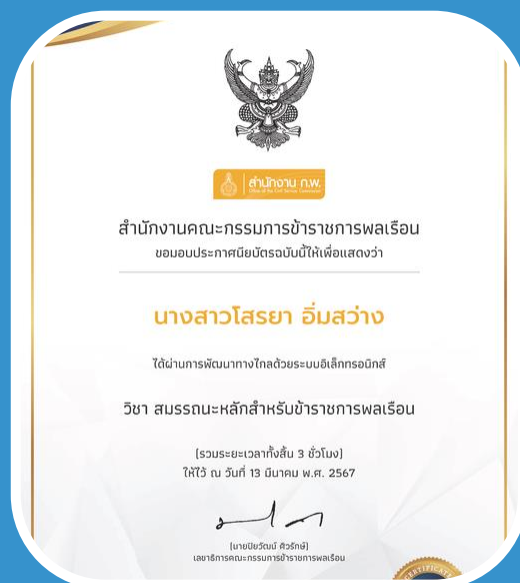 สำนักงาน ก.พ.
สำนักงานคณะกรรมการข้าราชการพลเรือน
ขอมอบประกาศนียบัตรฉบับนี้ให้เพื่อแสดงว่า
นางสาวโสรยา อิ่มสว่าง
ได้ผ่านการพัฒนาทางไกลด้วยระบบอิเล็กทรอนิกส์
วิชา สมรรถนะหลักสำหรับข้าราชการพลเรือน
(รวมระยะเวลาทั้งสิ้น 3 ชั่วโมง)
ให้ไว้ ณ วันที่ 13 มีนาคม พ.ศ. 2567
(นายปิยวัฒน์ ศิวรักษ์)
เลขาธิการคณะกรรมการข้าราชการพลเรือน
CERTIFICATE